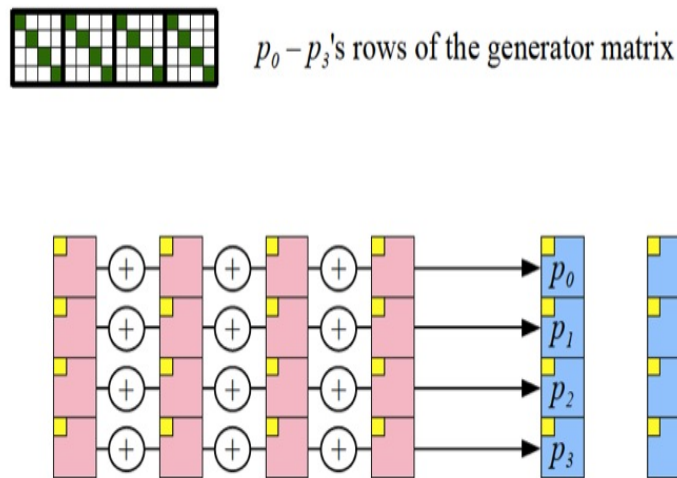 p₀ – p₃'s rows of the generator matrix
+ + + p₀
+ + + p₁
+ + + p₂
+ + + p₃